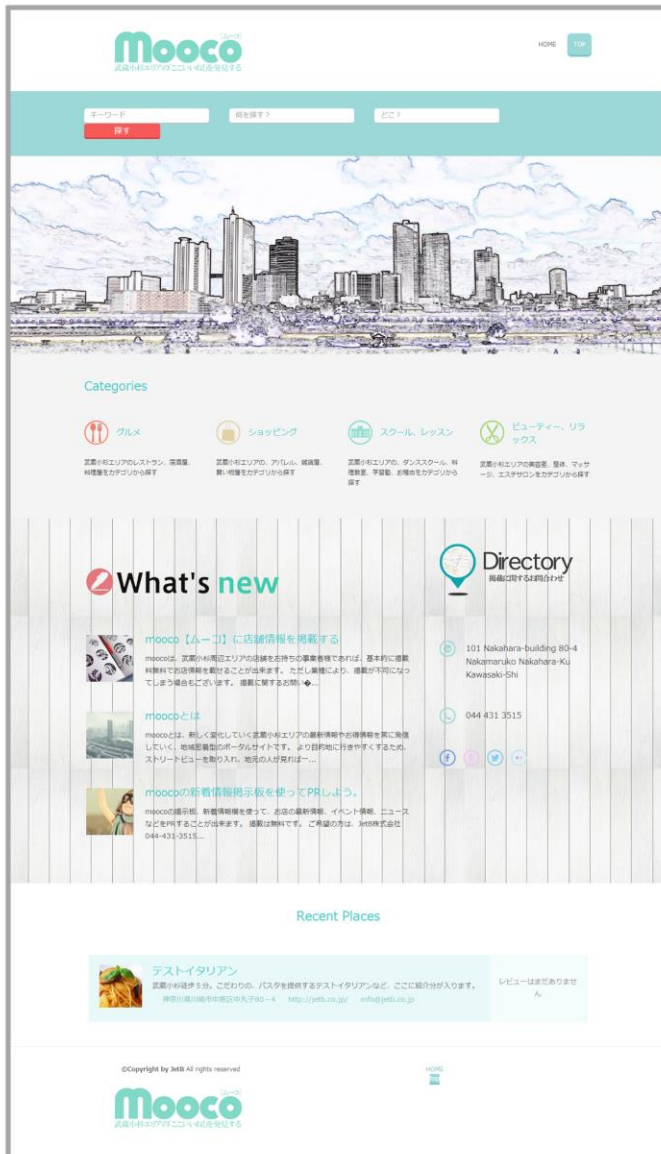 [ムーコ]
mooco
武蔵小杉エリアの「ここいいね!」を発見する
HOME TOP
キーワード 何を探す? どこ?
探す
Categories
グルメ
武蔵小杉エリアのレストラン、居酒屋、
料理屋をカテゴリから探す
ショッピング
武蔵小杉エリアの、アパレル、雑貨屋、
買い物屋をカテゴリから探す
スクール、レッスン
武蔵小杉エリアの、ダンススクール、料
理教室、学習塾、お稽古をカテゴリから
探す
ビューティー、リラ
ックス
武蔵小杉エリアの美容室、整体、マッサ
ージ、エステサロンをカテゴリから探す
What's new
mooco【ムーコ】に店舗情報を掲載する
moocoは、武蔵小杉周辺エリアの店舗をお持ちの事業者様であれば、基本的に掲載
料無料でお店情報を載せることが出来ます。 ただし業種により、掲載が不可になっ
てしまう場合もございます。 掲載に関するお問い�...
moocoとは
moocoとは、新しく変化していく武蔵小杉エリアの最新情報やお得情報を常に発信
していく、地域密着型のポータルサイトです。 より目的地に行きやすくするため、
ストリートビューを取り入れ、地元の人が見れば一...
moocoの新着情報掲示板を使ってPRしよう。
moocoの掲示板、新着情報欄を使って、お店の最新情報、イベント情報、ニュース
などをPRすることが出来ます。 掲載は無料です。 ご希望の方は、JetB株式会社
044-431-3515...
Directory
掲載に関するお問合わせ
101 Nakahara-building 80-4
Nakamaruko Nakahara-Ku
Kawasaki-Shi
044 431 3515
Recent Places
テストイタリアン
武蔵小杉徒歩5分。こだわりの、パスタを提供するテストイタリアンなど、ここに紹介分が入ります。
神奈川県川崎市中原区中丸子80-4 http://jetb.co.jp/ info@jetb.co.jp
レビューはまだありませ
ん
©Copyright by JetB All rights reserved
HOME
[ムーコ]
mooco
武蔵小杉エリアの「ここいいね!」を発見する